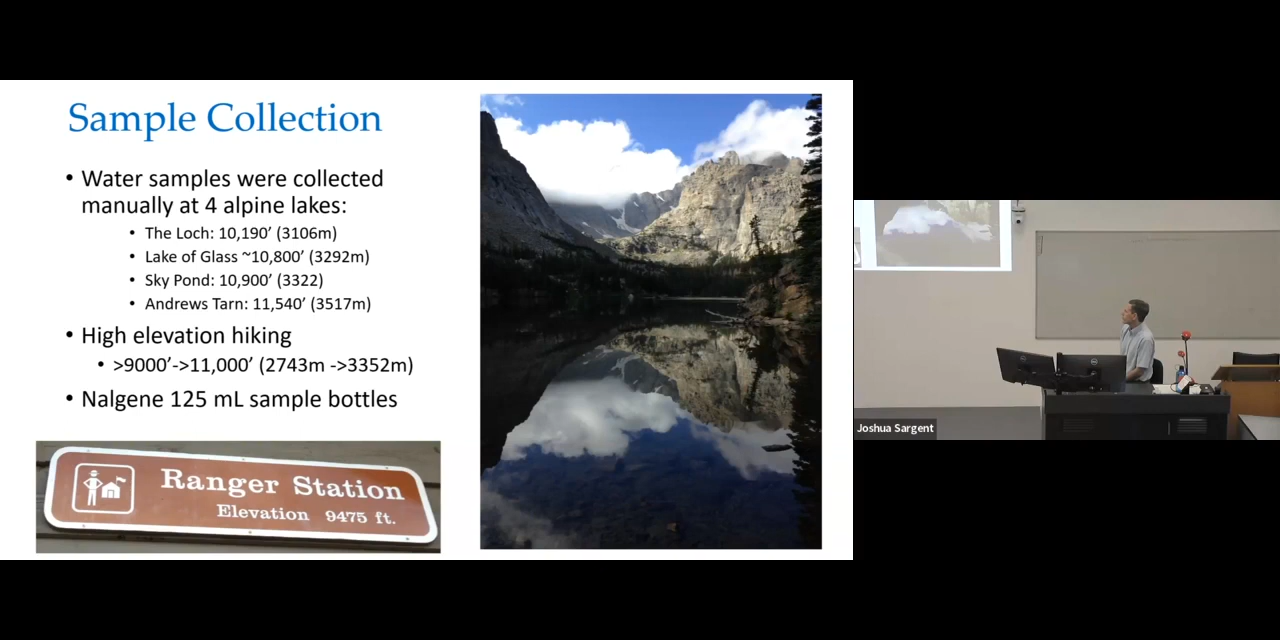 Sample Collection
• Water samples were collected
manually at 4 alpine lakes:
• The Loch: 10,190’ (3106m)
• Lake of Glass ~10,800’ (3292m)
• Sky Pond: 10,900’ (3322)
• Andrews Tarn: 11,540’ (3517m)
• High elevation hiking
• >9000’->11,000’ (2743m ->3352m)
• Nalgene 125 mL sample bottles
Ranger Station
Elevation 9475 ft.
Joshua Sargent